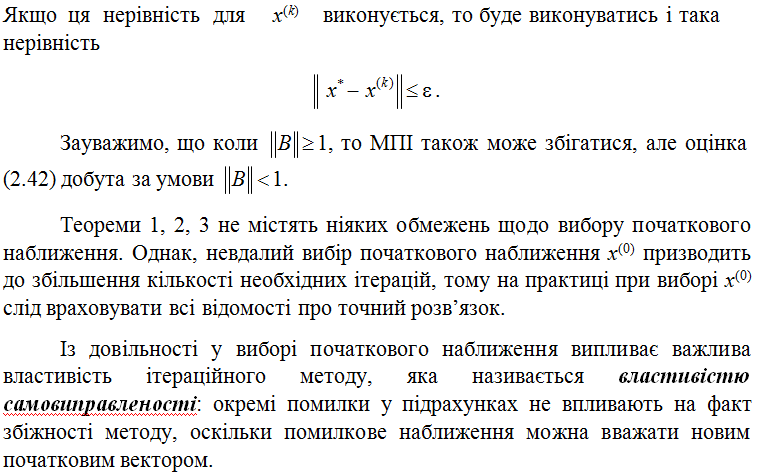 Якщо ця нерівність для x⁽ᵏ⁾ виконується, то буде виконуватись і така
нерівність
‖ x* − x⁽ᵏ⁾ ‖ ≤ ε .
Зауважимо, що коли ‖B‖ ≥ 1, то МПІ також може збігатися, але оцінка
(2.42) добута за умови ‖B‖ < 1.
Теореми 1, 2, 3 не містять ніяких обмежень щодо вибору початкового
наближення. Однак, невдалий вибір початкового наближення x⁽⁰⁾ призводить
до збільшення кількості необхідних ітерацій, тому на практиці при виборі x⁽⁰⁾
слід враховувати всі відомості про точний розв’язок.
Із довільності у виборі початкового наближення випливає важлива
властивість ітераційного методу, яка називається властивістю
самовиправленості: окремі помилки у підрахунках не впливають на факт
збіжності методу, оскільки помилкове наближення можна вважати новим
початковим вектором.